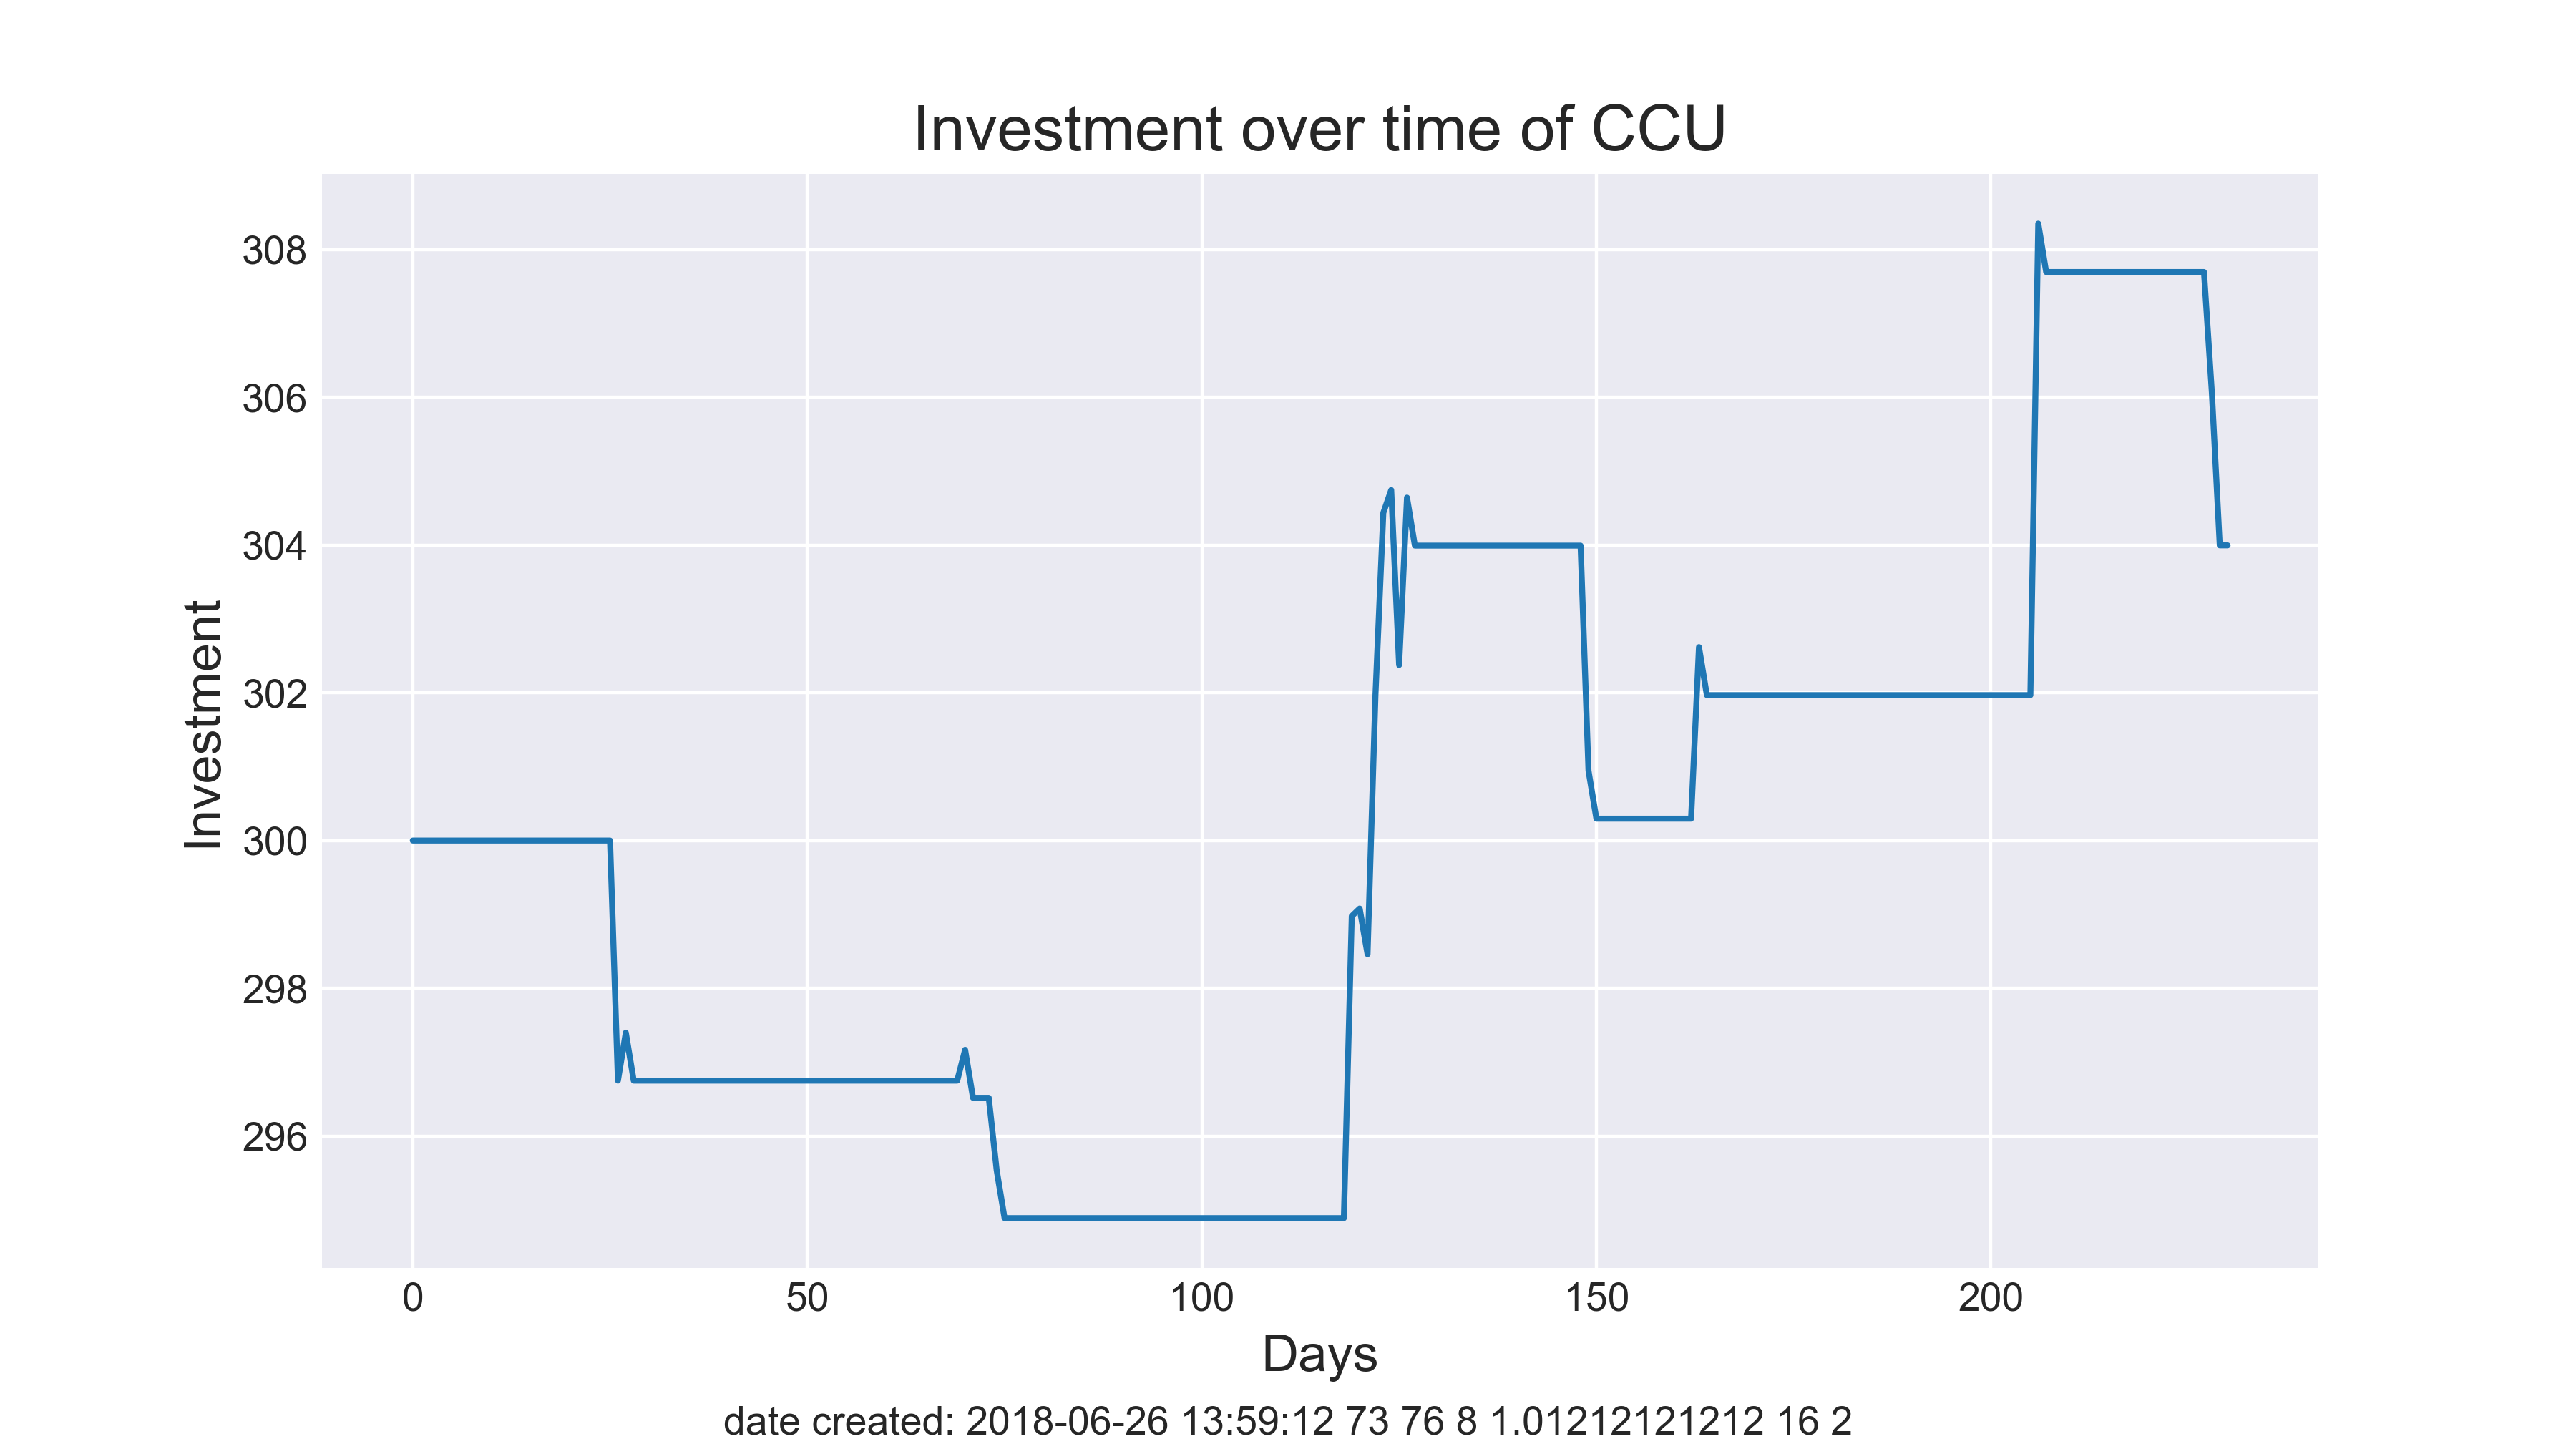 Investment over time of CCU
308
306
304
302
300
298
296
Investment
0 50 100 150 200
Days
date created: 2018-06-26 13:59:12 73 76 8 1.01212121212 16 2